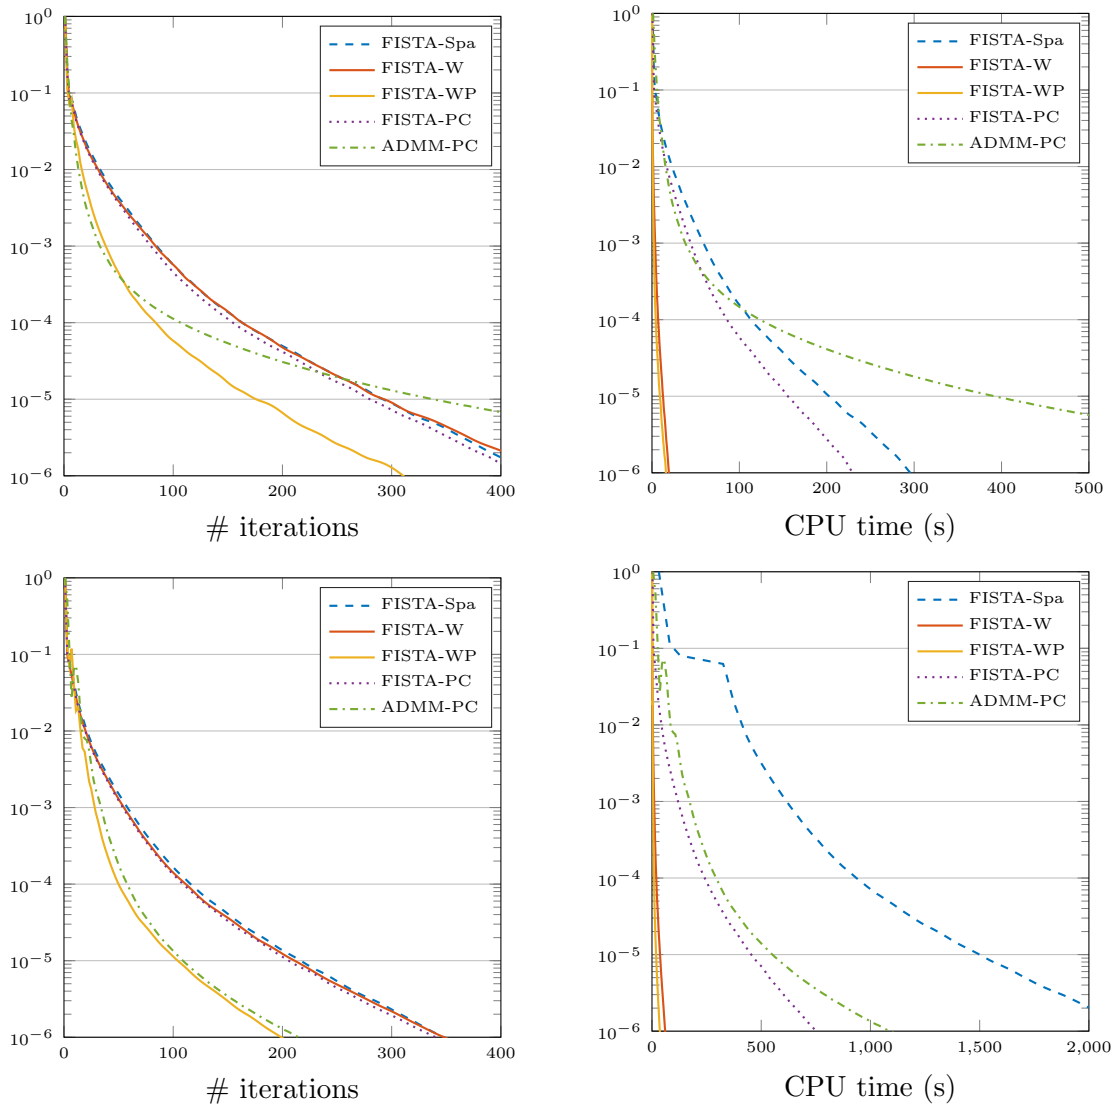 10^0
10^-1
10^-2
10^-3
10^-4
10^-5
10^-6
0 100 200 300 400
# iterations
FISTA-Spa
FISTA-W
FISTA-WP
FISTA-PC
ADMM-PC
10^0
10^-1
10^-2
10^-3
10^-4
10^-5
10^-6
0 100 200 300 400 500
CPU time (s)
FISTA-Spa
FISTA-W
FISTA-WP
FISTA-PC
ADMM-PC
10^0
10^-1
10^-2
10^-3
10^-4
10^-5
10^-6
0 100 200 300 400
# iterations
FISTA-Spa
FISTA-W
FISTA-WP
FISTA-PC
ADMM-PC
10^0
10^-1
10^-2
10^-3
10^-4
10^-5
10^-6
0 500 1,000 1,500 2,000
CPU time (s)
FISTA-Spa
FISTA-W
FISTA-WP
FISTA-PC
ADMM-PC